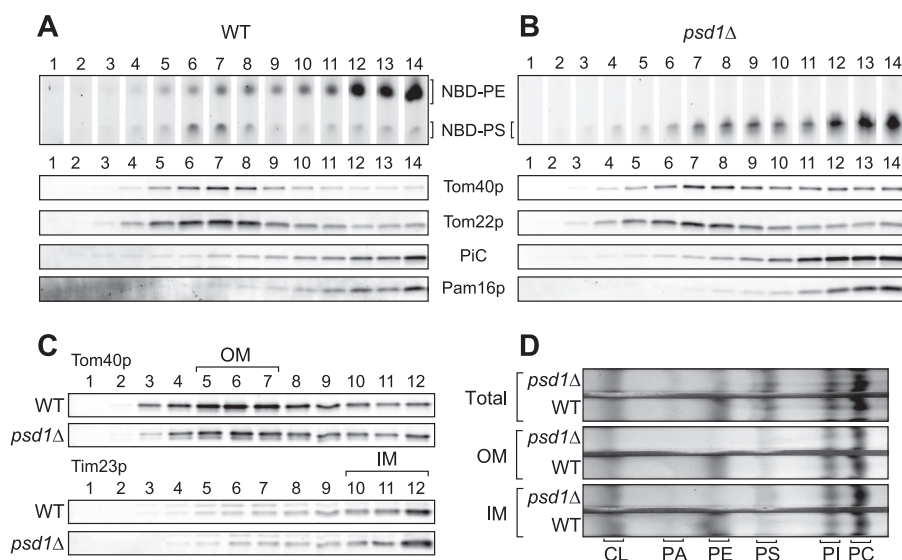 A WT
1 2 3 4 5 6 7 8 9 10 11 12 13 14
NBD-PE
NBD-PS
1 2 3 4 5 6 7 8 9 10 11 12 13 14
Tom40p
Tom22p
PiC
Pam16p
B psd1Δ
1 2 3 4 5 6 7 8 9 10 11 12 13 14
1 2 3 4 5 6 7 8 9 10 11 12 13 14
C
Tom40p OM
1 2 3 4 5 6 7 8 9 10 11 12
WT
psd1Δ
Tim23p IM
1 2 3 4 5 6 7 8 9 10 11 12
WT
psd1Δ
D
Total psd1Δ
WT
OM psd1Δ
WT
IM psd1Δ
WT
CL PA PE PS PI PC